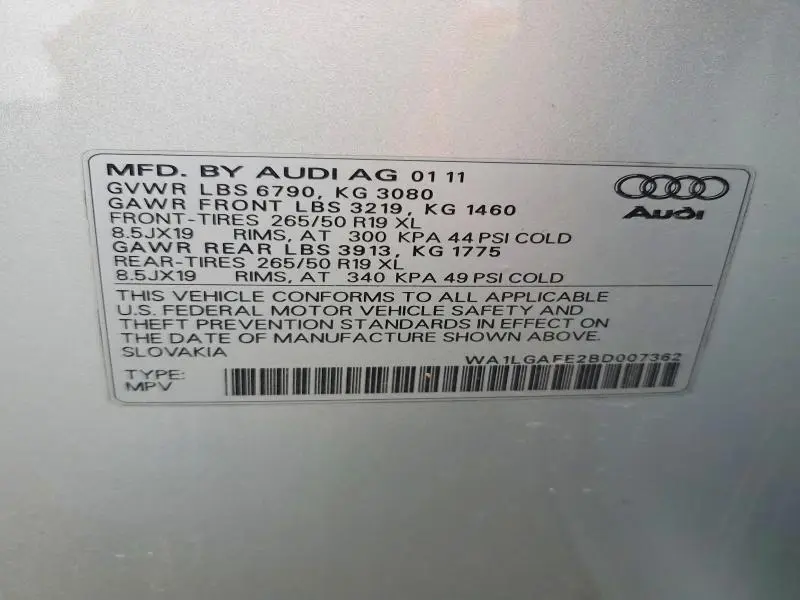 MFD. BY AUDI AG 01 11
GVWR LBS 6790, KG 3080
GAWR FRONT LBS 3219, KG 1460
FRONT-TIRES 265/50 R19 XL
8.5JX19 RIMS, AT 300 KPA 44 PSI COLD
GAWR REAR LBS 3913, KG 1775
REAR-TIRES 265/50 R19 XL
8.5JX19 RIMS, AT 340 KPA 49 PSI COLD
Audi
THIS VEHICLE CONFORMS TO ALL APPLICABLE
U.S. FEDERAL MOTOR VEHICLE SAFETY AND
THEFT PREVENTION STANDARDS IN EFFECT ON
THE DATE OF MANUFACTURE SHOWN ABOVE.
SLOVAKIA WA1LGAFE2BD007362
TYPE:
MPV